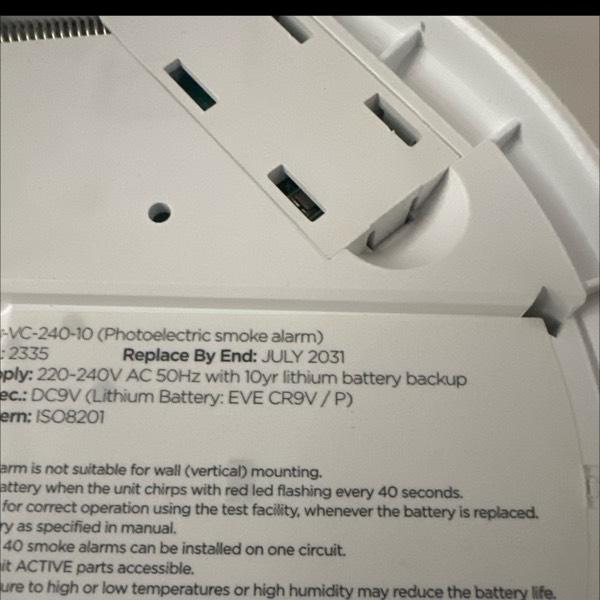 -VC-240-10 (Photoelectric smoke alarm)
: 2335 Replace By End: JULY 2031
pply: 220-240V AC 50Hz with 10yr lithium battery backup
ec.: DC9V (Lithium Battery: EVE CR9V / P)
ern: ISO8201
arm is not suitable for wall (vertical) mounting.
attery when the unit chirps with red led flashing every 40 seconds.
for correct operation using the test facility, whenever the battery is replaced.
ry as specified in manual.
40 smoke alarms can be installed on one circuit.
it ACTIVE parts accessible.
ure to high or low temperatures or high humidity may reduce the battery life.